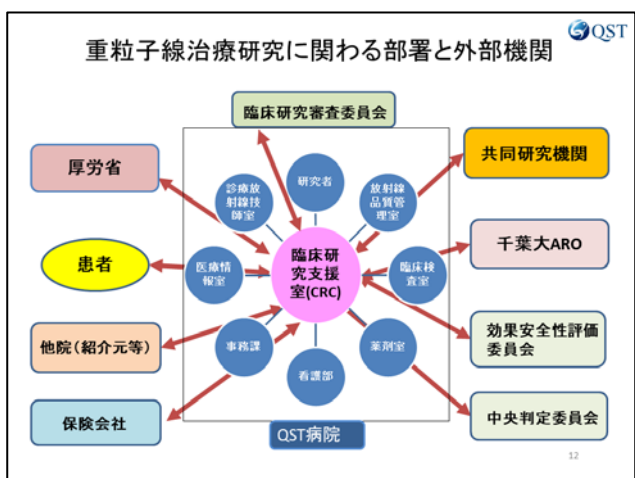 QST
重粒子線治療研究に関わる部署と外部機関
臨床研究審査委員会
厚労省
共同研究機関
研究者
診療放
射線技
師室
放射線
品質管
理室
患者
医療情
報室
臨床研
究支援
室(CRC)
臨床検
査室
千葉大ARO
他院(紹介元等)
事務課
看護部
薬剤室
効果安全性評価
委員会
保険会社
中央判定委員会
QST病院
12